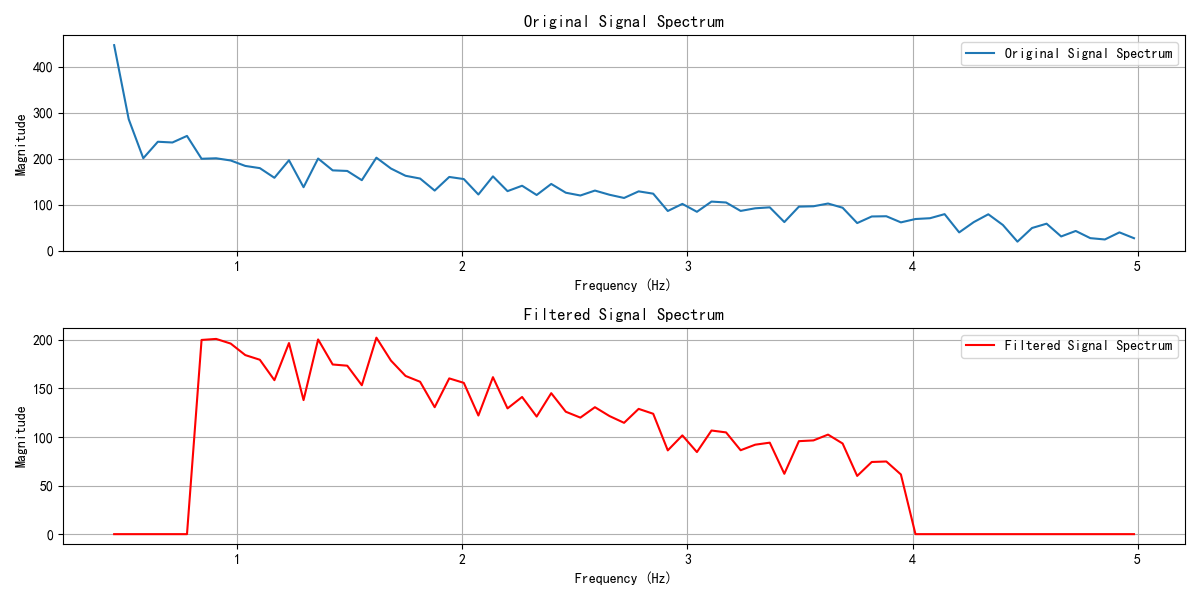 Original Signal Spectrum
Original Signal Spectrum
Magnitude
400
300
200
100
0
1 2 3 4 5
Frequency (Hz)
Filtered Signal Spectrum
Filtered Signal Spectrum
Magnitude
200
150
100
50
0
1 2 3 4 5
Frequency (Hz)